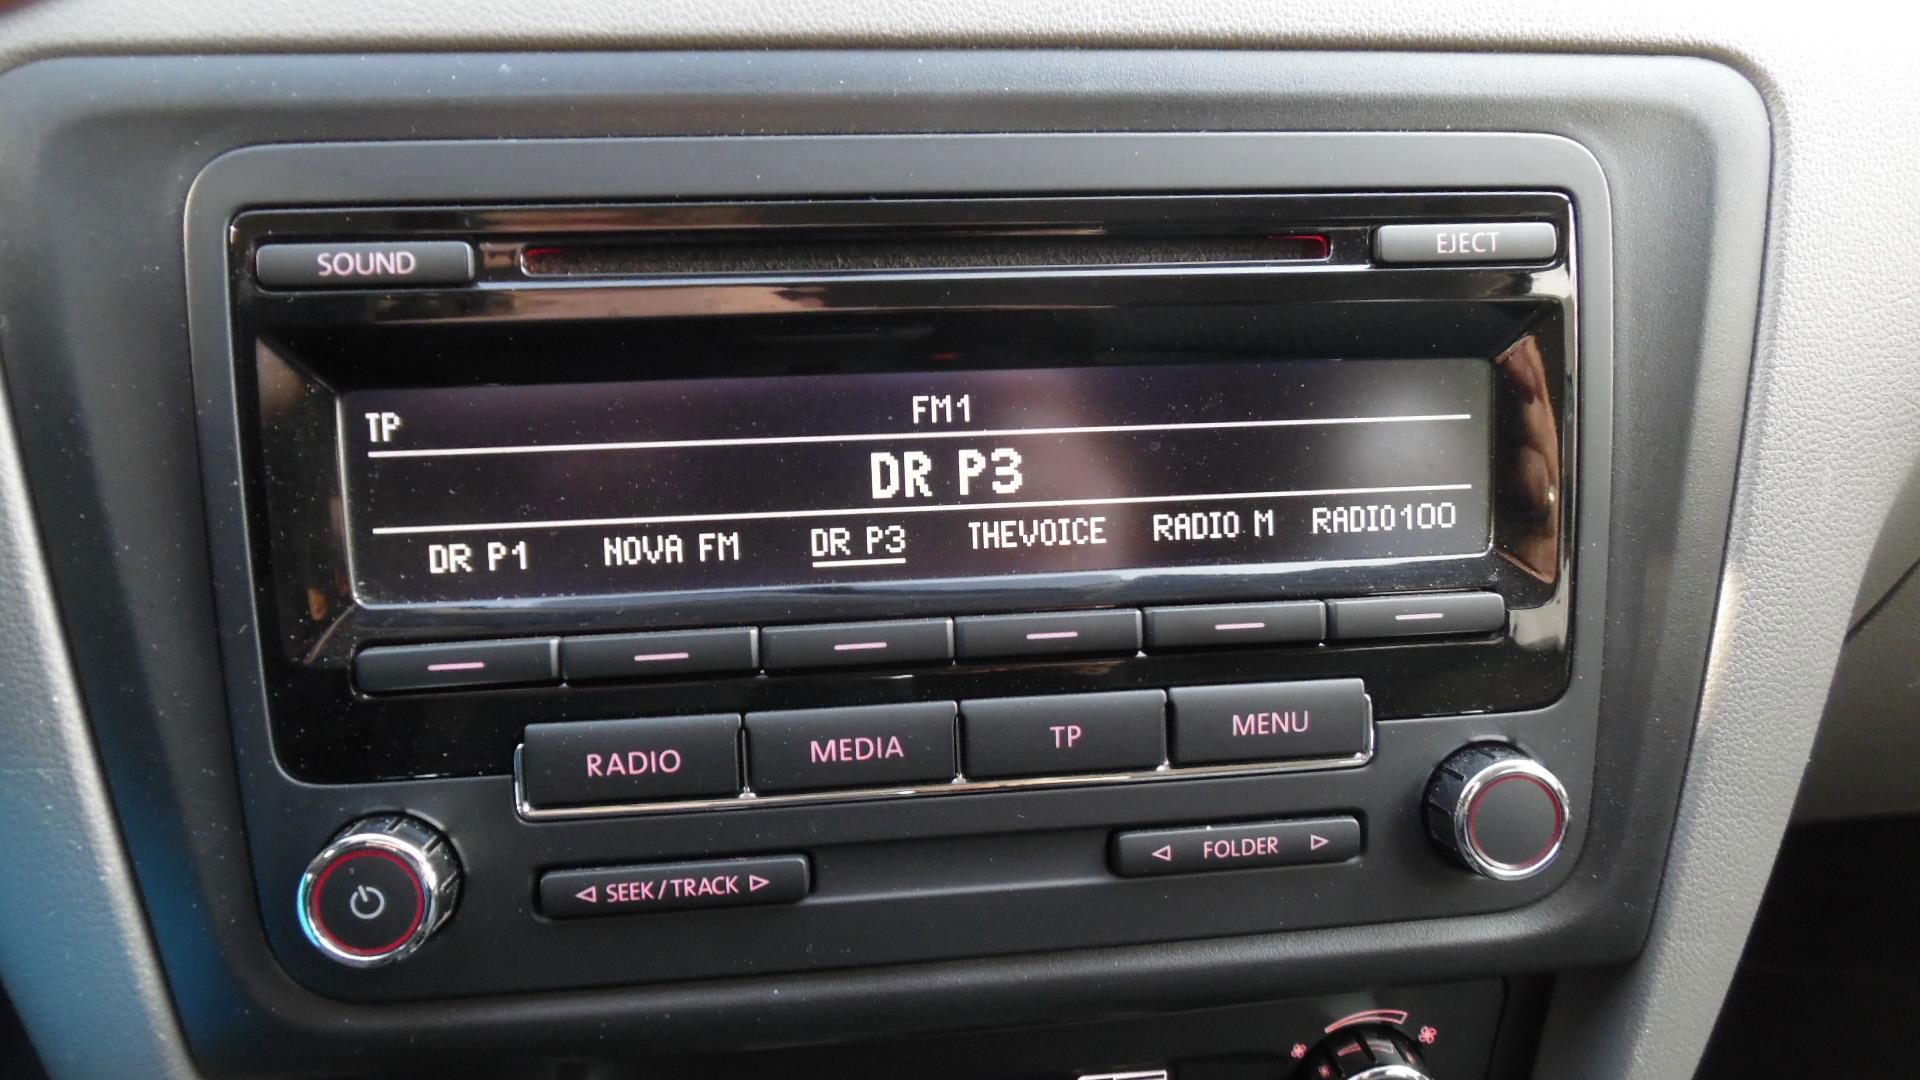 SOUND
EJECT
TP
FM1
DR P3
DR P1 NOVA FM DR P3 THEVOICE RADIO M RADIO100
RADIO MEDIA TP MENU
SEEK/TRACK
FOLDER